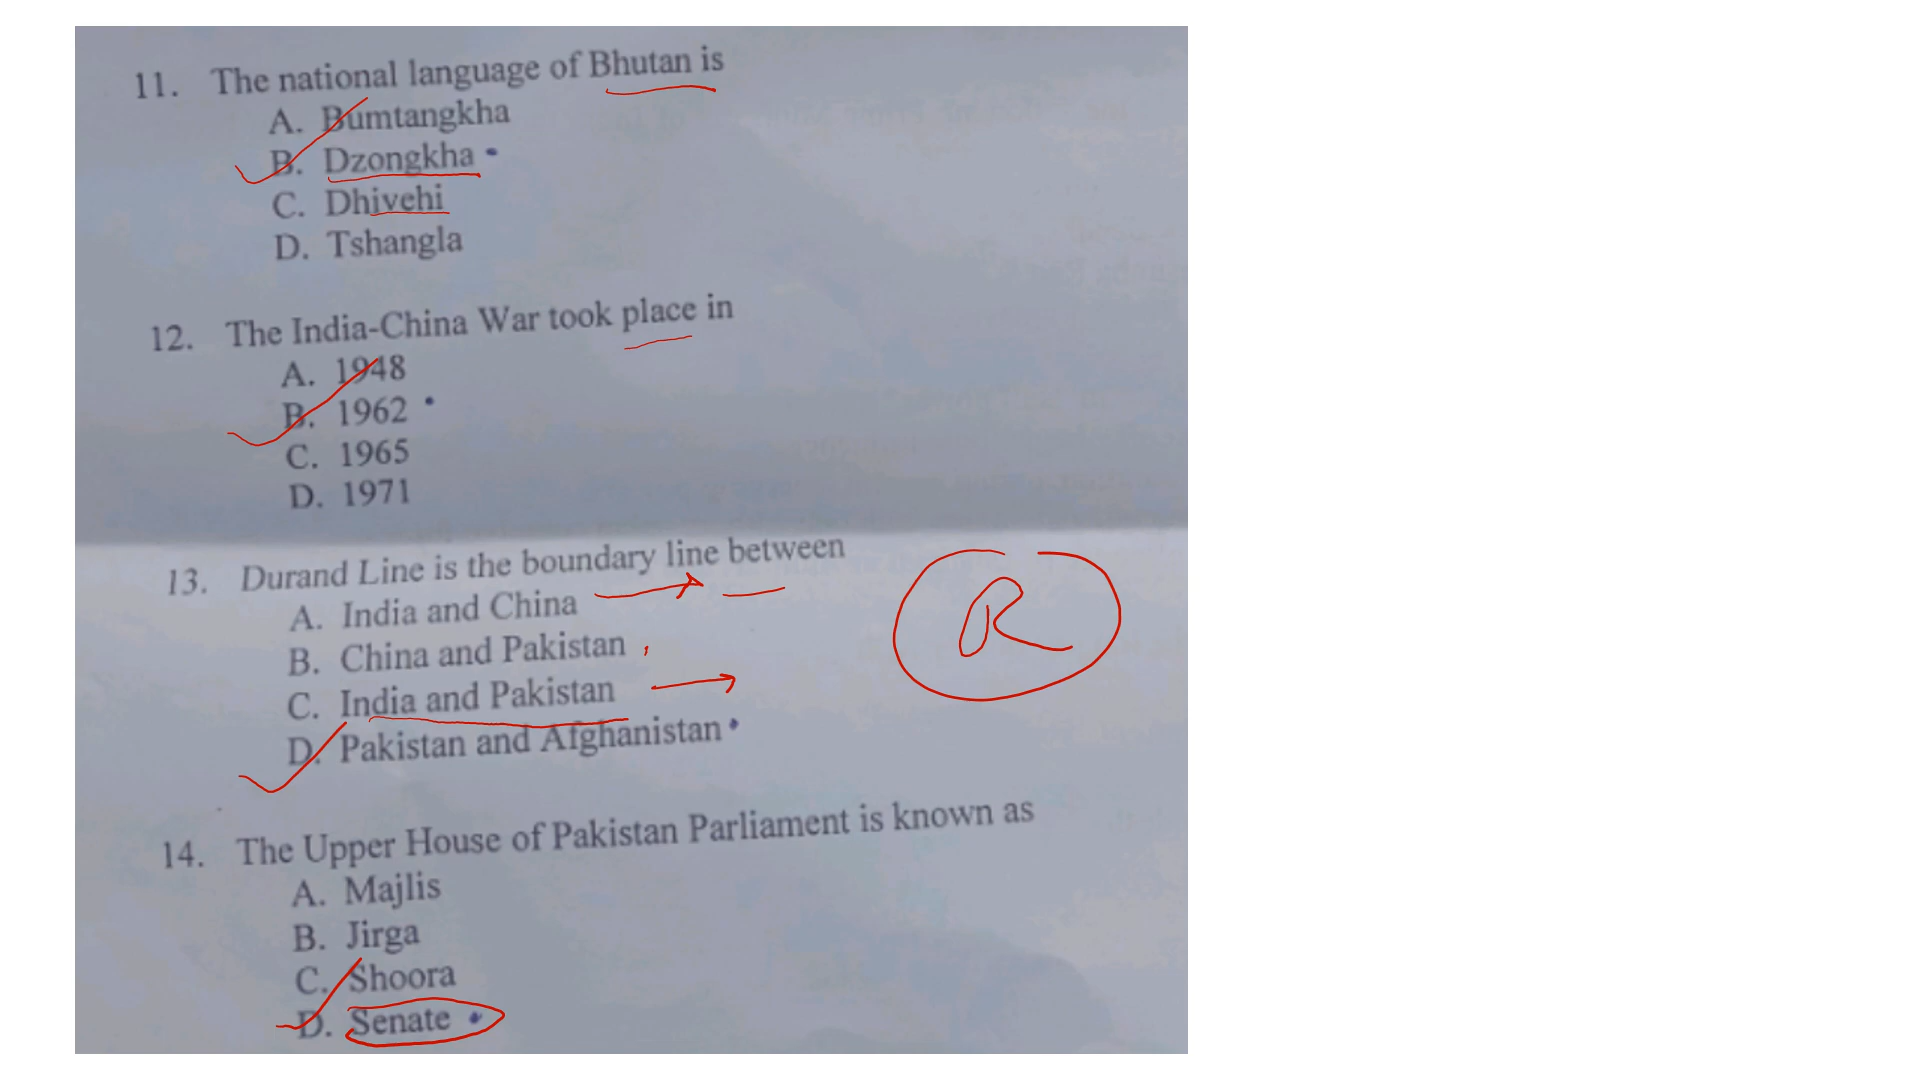 11. The national language of Bhutan is
A. Bumtangkha
B. Dzongkha
C. Dhivehi
D. Tshangla
12. The India-China War took place in
A. 1948
B. 1962
C. 1965
D. 1971
13. Durand Line is the boundary line between
A. India and China
B. China and Pakistan
C. India and Pakistan
D. Pakistan and Afghanistan
R
14. The Upper House of Pakistan Parliament is known as
A. Majlis
B. Jirga
C. Shoora
D. Senate